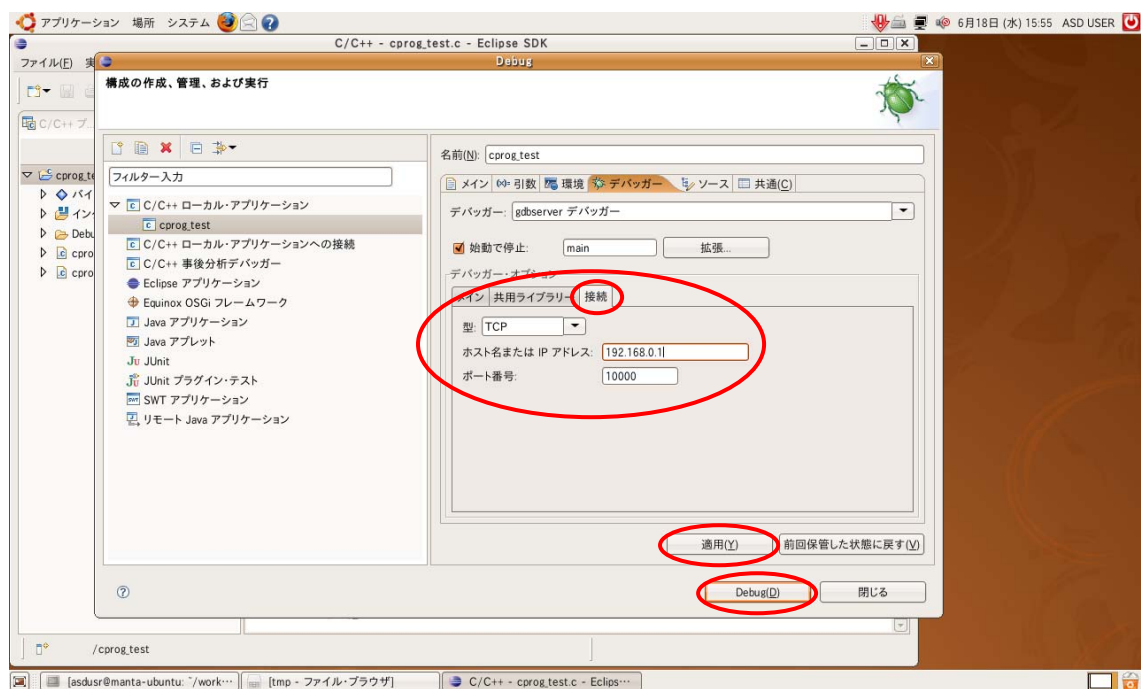 アプリケーション 場所 システム
6月18日 (水) 15:55 ASD USER
C/C++ - cprog_test.c - Eclipse SDK
ファイル(F) 実
Debug
構成の作成、管理、および実行
C/C++ プ
cprog_te
バイ
イン
Debu
cpro
cpro
フィルター入力
C/C++ ローカル・アプリケーション
cprog_test
C/C++ ローカル・アプリケーションへの接続
C/C++ 事後分析デバッガー
Eclipse アプリケーション
Equinox OSGi フレームワーク
Java アプリケーション
Java アプレット
JUnit
JUnit プラグイン・テスト
SWT アプリケーション
リモート Java アプリケーション
名前(N): cprog_test
メイン 引数 環境 デバッガー ソース 共通(C)
デバッガー: gdbserver デバッガー
始動で停止: main 拡張...
デバッガー・オプション
メイン 共用ライブラリー 接続
型: TCP
ホスト名または IP アドレス: 192.168.0.1
ポート番号: 10000
適用(Y) 前回保管した状態に戻す(V)
Debug(D) 閉じる
/cprog_test
[asdusr@manta-ubuntu: ~/work… [tmp - ファイル・ブラウザ] C/C++ - cprog_test.c - Eclips…